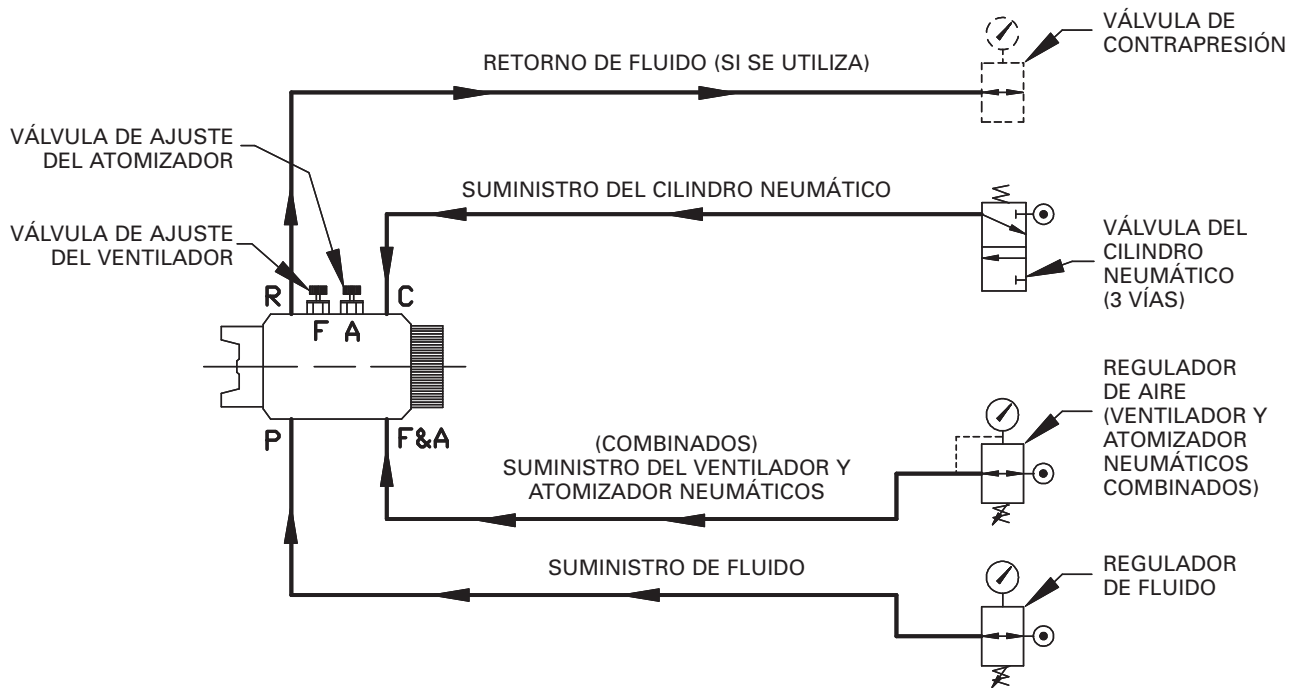 VÁLVULA DE
CONTRAPRESIÓN
RETORNO DE FLUIDO (SI SE UTILIZA)
VÁLVULA DE AJUSTE
DEL ATOMIZADOR
SUMINISTRO DEL CILINDRO NEUMÁTICO
VÁLVULA DE AJUSTE
DEL VENTILADOR
VÁLVULA DEL
CILINDRO
NEUMÁTICO
(3 VÍAS)
R
C
F A
P
F&A
(COMBINADOS)
SUMINISTRO DEL VENTILADOR Y
ATOMIZADOR NEUMÁTICOS
REGULADOR
DE AIRE
(VENTILADOR Y
ATOMIZADOR
NEUMÁTICOS
COMBINADOS)
SUMINISTRO DE FLUIDO
REGULADOR
DE FLUIDO